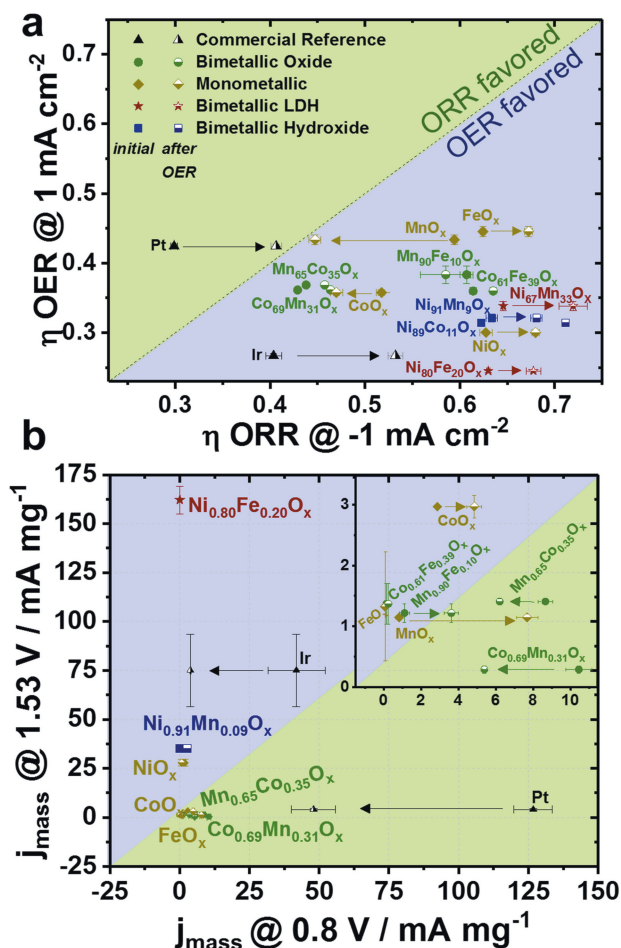 a
Commercial Reference
Bimetallic Oxide
Monometallic
Bimetallic LDH
Bimetallic Hydroxide
initial after
OER
ORR favored
OER favored
Pt
MnOx
FeOx
Mn65Co35Ox
Mn90Fe10Ox
Co61Fe39Ox
Co69Mn31Ox
CoOx
Ni67Mn33Ox
Ni91Mn9Ox
Ni89Co11Ox
NiOx
Ir
Ni80Fe20Ox
0.7
0.6
0.5
0.4
0.3
η OER @ 1 mA cm-2
0.3 0.4 0.5 0.6 0.7
η ORR @ -1 mA cm-2
b
175
150
125
100
75
50
25
0
-25
jmass @ 1.53 V / mA mg-1
Ni0.80Fe0.20Ox
Ir
Ni0.91Mn0.09Ox
NiOx
CoO
FeOx
Mn0.65Co0.35Ox
Co0.69Mn0.31Ox
Pt
3
2
1
0
CoOx
Co0.61Fe0.39Ox
Mn0.90Fe0.10Ox
Mn0.65Co0.35Ox
FeO
MnOx
Co0.69Mn0.31Ox
0 2 4 6 8 10
-25 0 25 50 75 100 125 150
jmass @ 0.8 V / mA mg-1